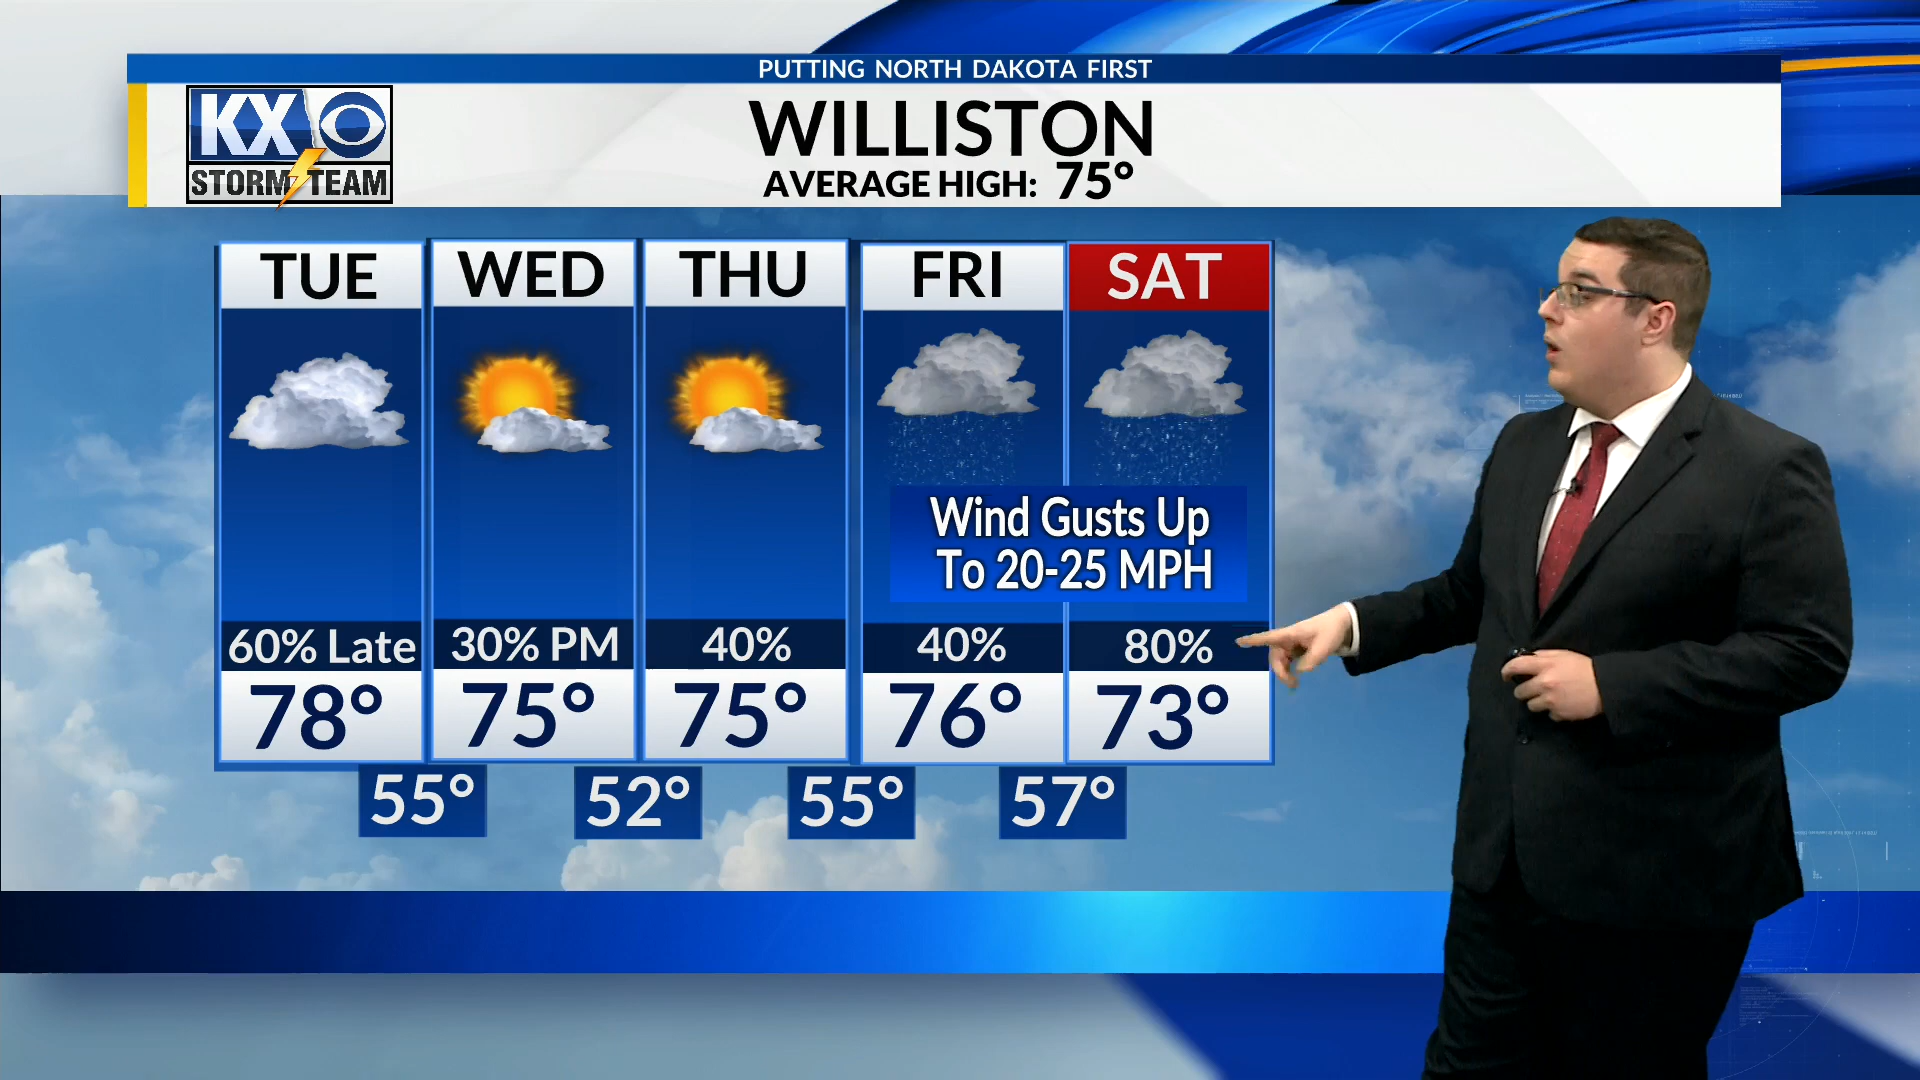 PUTTING NORTH DAKOTA FIRST
KX
STORM TEAM
WILLISTON
AVERAGE HIGH: 75°
TUE WED THU FRI SAT
Wind Gusts Up
To 20-25 MPH
60% Late 30% PM 40% 40% 80%
78° 75° 75° 76° 73°
55° 52° 55° 57°